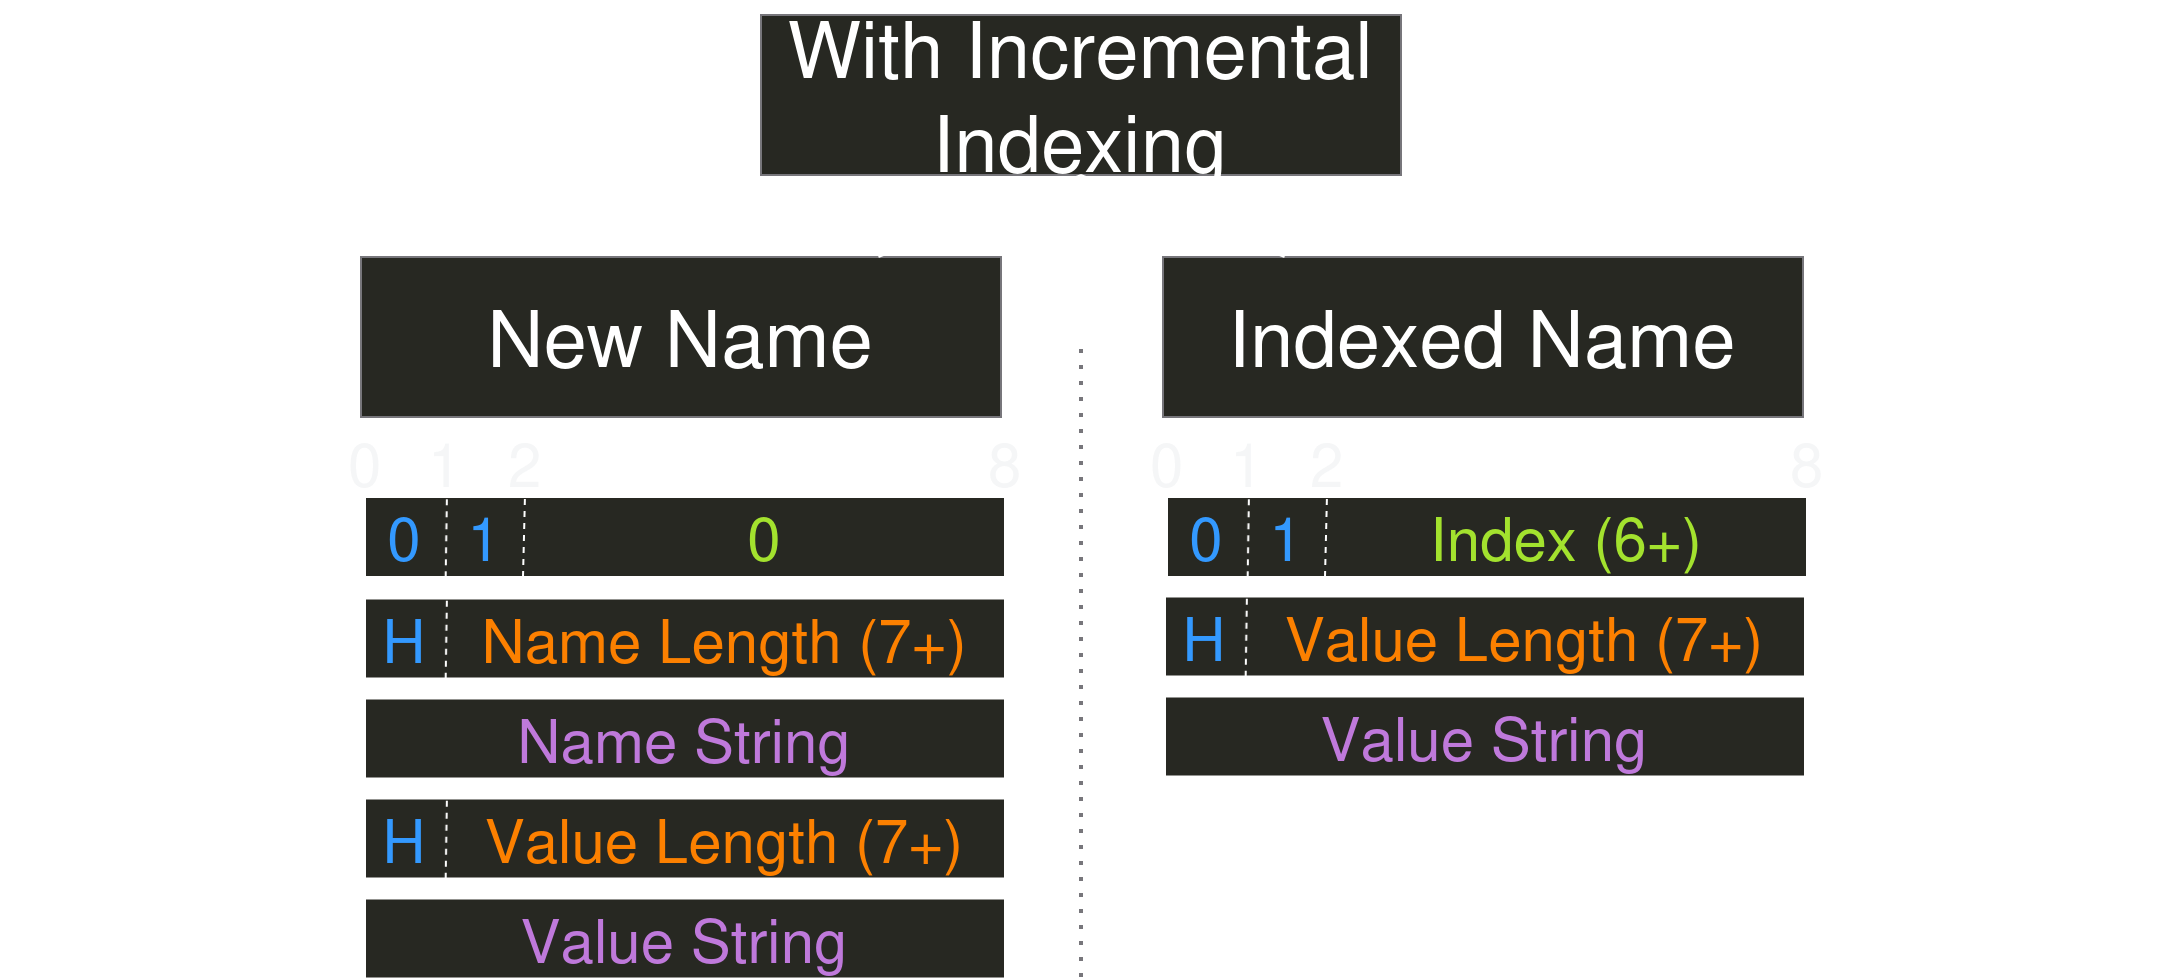 With Incremental
Indexing
New Name
0 1 2 8
0 1 0
H Name Length (7+)
Name String
H Value Length (7+)
Value String
Indexed Name
0 1 2 8
0 1 Index (6+)
H Value Length (7+)
Value String